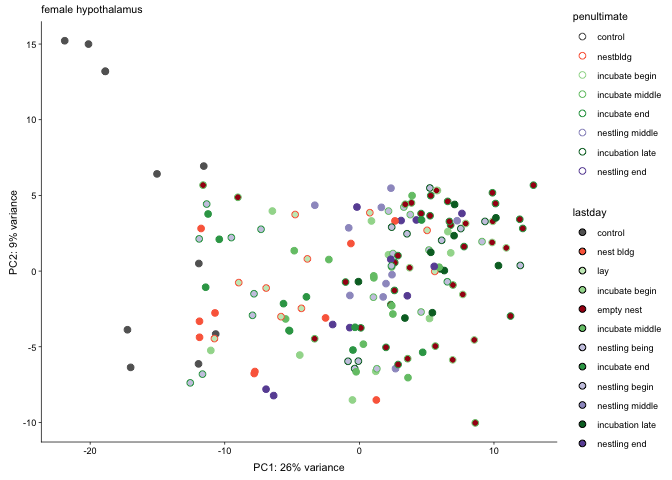 female hypothalamus
15
10
5
0
-5
-10
PC2: 9% variance
-20
-10
0
10
PC1: 26% variance
penultimate
control
nestbldg
incubate begin
incubate middle
incubate end
nestling middle
incubation late
nestling end
lastday
control
nest bldg
lay
incubate begin
empty nest
incubate middle
nestling being
incubate end
nestling begin
nestling middle
incubation late
nestling end